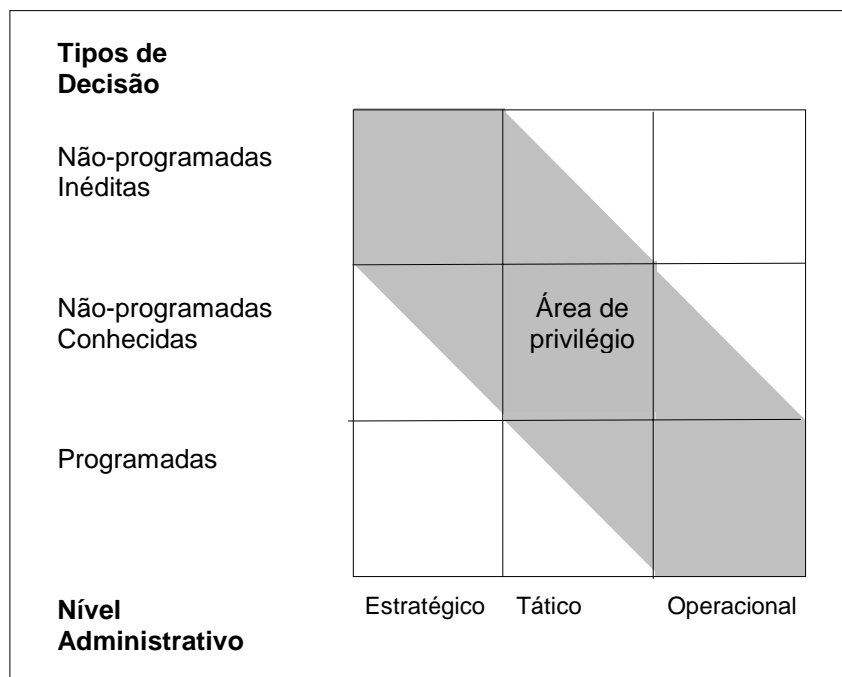 Tipos de
Decisão
Não-programadas
Inéditas
Não-programadas
Conhecidas
Área de
privilégio
Programadas
Estratégico Tático Operacional
Nível
Administrativo